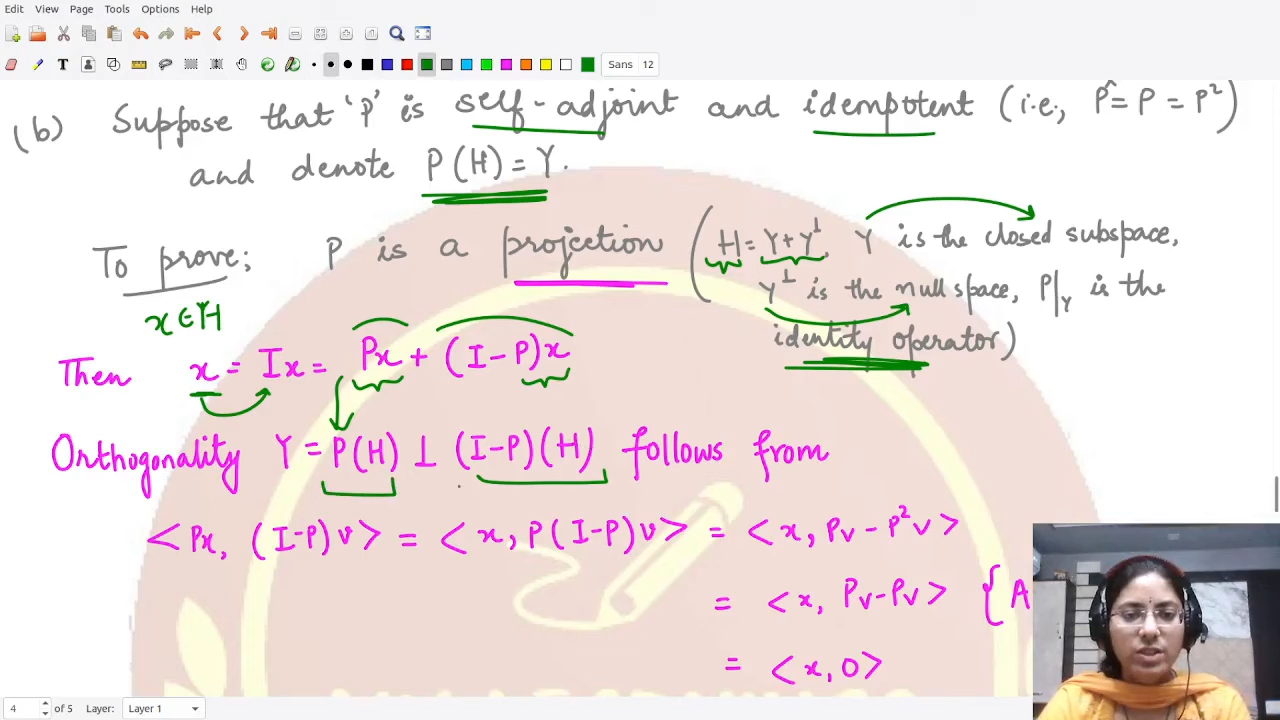 Edit View Page Tools Options Help
Sans 12
(b) Suppose that 'P' is self-adjoint and idempotent (i.e; P^ = P = P²)
and denote P(H) = Y.
To prove; P is a projcetion (H = Y + Y⊥, Y is the closed subspace,
Y⊥ is the null space, P|Y is the
identity operator)
x ∈ H
Then x = Ix = Px + (I-P)x
Orthogonality Y = P(H) ⊥ (I-P)(H) follows from
<Px, (I-P)v> = <x, P(I-P)v> = <x, Pv - P²v>
= <x, Pv-Pv> {A
= <x, 0>
4 of 5 Layer: Layer 1